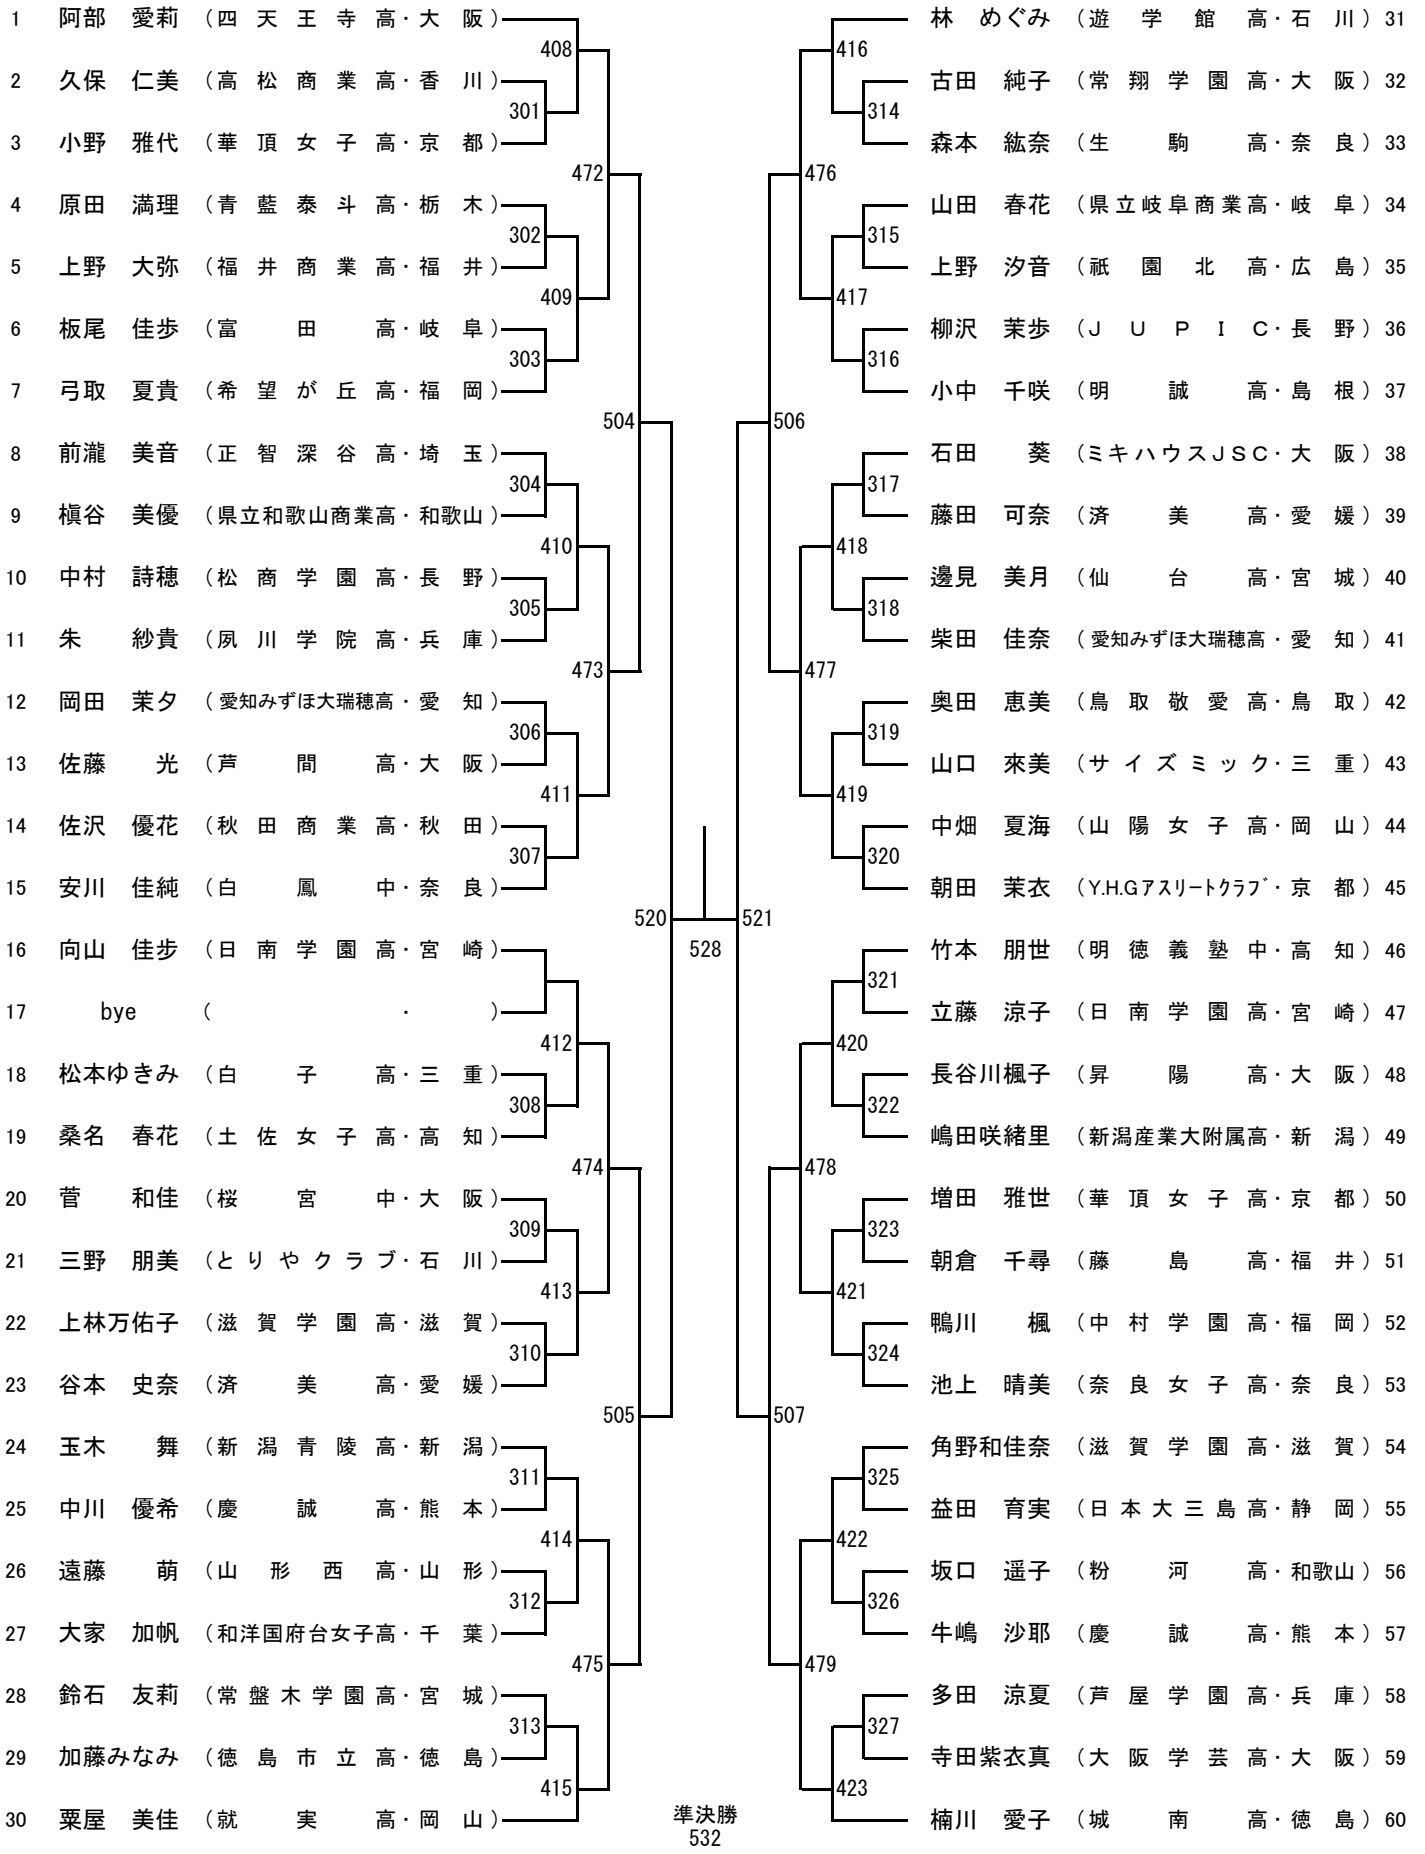 1 阿部 愛莉 (四天王寺高・大阪)
408
2 久保 仁美 (高松商業高・香川)
301
3 小野 雅代 (華頂女子高・京都)
472
4 原田 満理 (青藍泰斗高・栃木)
302
5 上野 大弥 (福井商業高・福井)
409
6 板尾 佳歩 (富田高・岐阜)
303
7 弓取 夏貴 (希望が丘高・福岡)
504
8 前瀧 美音 (正智深谷高・埼玉)
304
9 槇谷 美優 (県立和歌山商業高・和歌山)
410
10 中村 詩穂 (松商学園高・長野)
305
11 朱 紗貴 (夙川学院高・兵庫)
473
12 岡田 茉夕 (愛知みずほ大瑞穂高・愛知)
306
13 佐藤 光 (芦間高・大阪)
411
14 佐沢 優花 (秋田商業高・秋田)
307
15 安川 佳純 (白鳳中・奈良)
520
16 向山 佳歩 (日南学園高・宮崎)
17 bye ( ・ )
412
18 松本ゆきみ (白子高・三重)
308
19 桑名 春花 (土佐女子高・高知)
474
20 菅 和佳 (桜宮中・大阪)
309
21 三野 朋美 (とりやクラブ・石川)
413
22 上林万佑子 (滋賀学園高・滋賀)
310
23 谷本 史奈 (済美高・愛媛)
505
24 玉木 舞 (新潟青陵高・新潟)
311
25 中川 優希 (慶誠高・熊本)
414
26 遠藤 萌 (山形西高・山形)
312
27 大家 加帆 (和洋国府台女子高・千葉)
475
28 鈴石 友莉 (常盤木学園高・宮城)
313
29 加藤みなみ (徳島市立高・徳島)
415
30 粟屋 美佳 (就実高・岡山)
528
準決勝
532
林 めぐみ (遊学館高・石川) 31
416
古田 純子 (常翔学園高・大阪) 32
314
森本 紘奈 (生駒高・奈良) 33
476
山田 春花 (県立岐阜商業高・岐阜) 34
315
上野 汐音 (祇園北高・広島) 35
417
柳沢 茉歩 (JUPIC・長野) 36
316
小中 千咲 (明誠高・島根) 37
506
石田 葵 (ミキハウスJSC・大阪) 38
317
藤田 可奈 (済美高・愛媛) 39
418
邊見 美月 (仙台高・宮城) 40
318
柴田 佳奈 (愛知みずほ大瑞穂高・愛知) 41
477
奥田 恵美 (鳥取敬愛高・鳥取) 42
319
山口 來美 (サイズミック・三重) 43
419
中畑 夏海 (山陽女子高・岡山) 44
320
朝田 茉衣 (Y.H.Gアスリートクラブ・京都) 45
521
竹本 朋世 (明徳義塾中・高知) 46
321
立藤 涼子 (日南学園高・宮崎) 47
420
長谷川楓子 (昇陽高・大阪) 48
322
嶋田咲緒里 (新潟産業大附属高・新潟) 49
478
増田 雅世 (華頂女子高・京都) 50
323
朝倉 千尋 (藤島高・福井) 51
421
鴨川 楓 (中村学園高・福岡) 52
324
池上 晴美 (奈良女子高・奈良) 53
507
角野和佳奈 (滋賀学園高・滋賀) 54
325
益田 育実 (日本大三島高・静岡) 55
422
坂口 遥子 (粉河高・和歌山) 56
326
牛嶋 沙耶 (慶誠高・熊本) 57
479
多田 涼夏 (芦屋学園高・兵庫) 58
327
寺田紫衣真 (大阪学芸高・大阪) 59
423
楠川 愛子 (城南高・徳島) 60